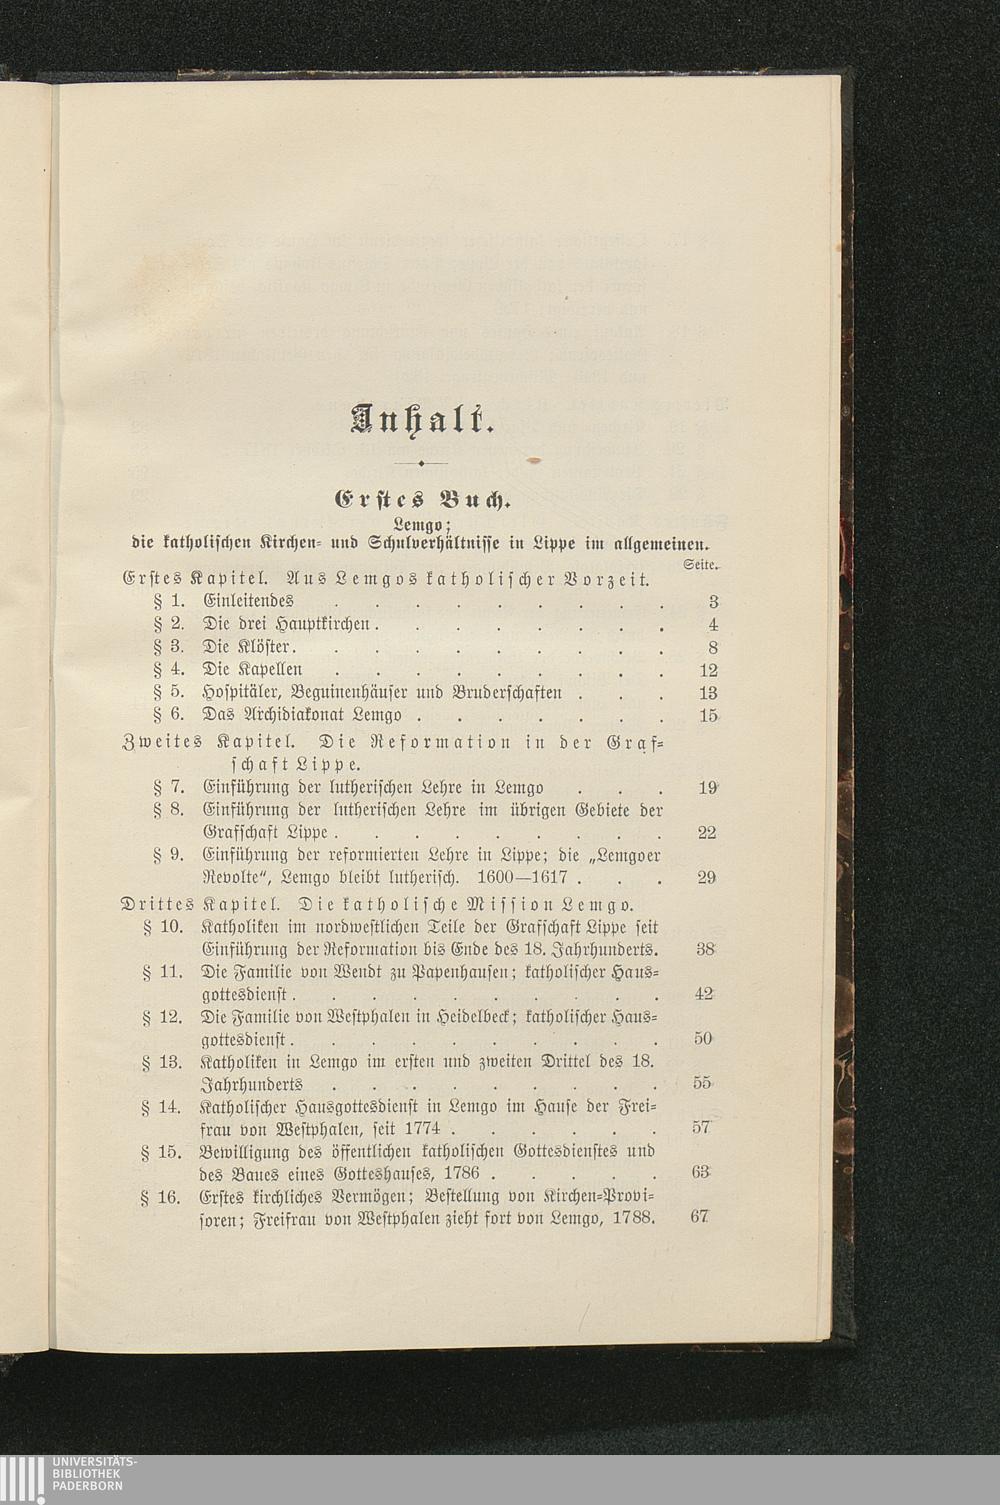 Inhalt.
Erstes Buch.
Lemgo;
die katholischen Kirchen- und Schulverhältnisse in Lippe im allgemeinen.
Seite.
Erstes Kapitel. Aus Lemgos katholischer Vorzeit.
§ 1. Einleitendes . . . . . . . . . 3
§ 2. Die drei Hauptkirchen . . . . . . . . 4
§ 3. Die Klöster . . . . . . . . . . 8
§ 4. Die Kapellen . . . . . . . . . 12
§ 5. Hospitäler, Beguinenhäuser und Bruderschaften . . . 13
§ 6. Das Archidiakonat Lemgo . . . . . . . 15
Zweites Kapitel. Die Reformation in der Graf-
schaft Lippe.
§ 7. Einführung der lutherischen Lehre in Lemgo . . . 19
§ 8. Einführung der lutherischen Lehre im übrigen Gebiete der
Grafschaft Lippe . . . . . . . . . 22
§ 9. Einführung der reformierten Lehre in Lippe; die „Lemgoer
Revolte“, Lemgo bleibt lutherisch. 1600—1617 . . . 29
Drittes Kapitel. Die katholische Mission Lemgo.
§ 10. Katholiken im nordwestlichen Teile der Grafschaft Lippe seit
Einführung der Reformation bis Ende des 18. Jahrhunderts. 38
§ 11. Die Familie von Wendt zu Papenhausen; katholischer Haus-
gottesdienst . . . . . . . . . . 42
§ 12. Die Familie von Westphalen in Heidelbeck; katholischer Haus-
gottesdienst . . . . . . . . . . 50
§ 13. Katholiken in Lemgo im ersten und zweiten Drittel des 18.
Jahrhunderts . . . . . . . . . 55
§ 14. Katholischer Hausgottesdienst in Lemgo im Hause der Frei-
frau von Westphalen, seit 1774 . . . . . . 57
§ 15. Bewilligung des öffentlichen katholischen Gottesdienstes und
des Baues eines Gotteshauses, 1786 . . . . . 63
§ 16. Erstes kirchliches Vermögen; Bestellung von Kirchen-Provi-
soren; Freifrau von Westphalen zieht fort von Lemgo, 1788. 67
UNIVERSITÄTS-
BIBLIOTHEK
PADERBORN